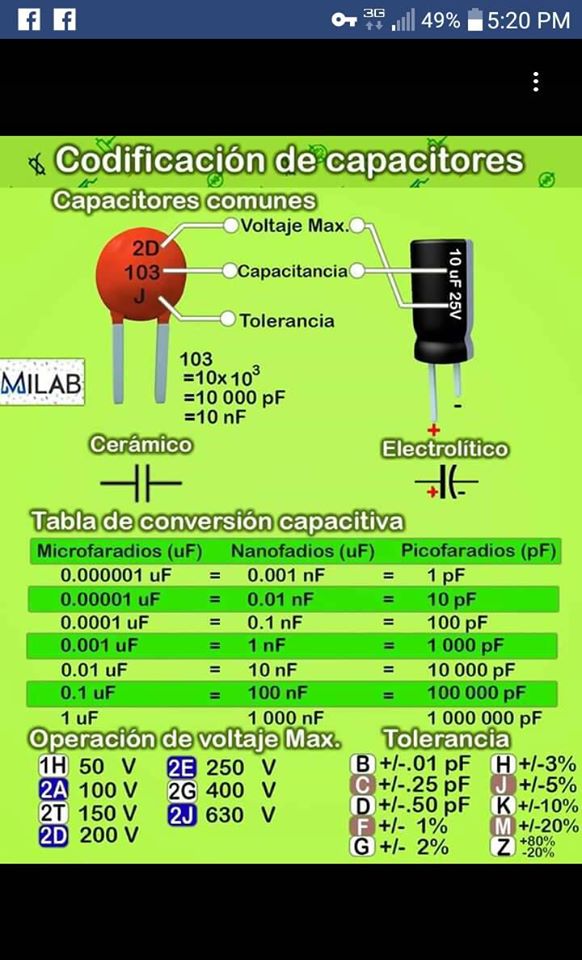 3G 49% 5:20 PM
Codificación de capacitores
Capacitores comunes
2D
103
J
Voltaje Max.
Capacitancia
Tolerancia
10 uF 25V
MILAB
103
=10x 10³
=10 000 pF
=10 nF
-
+
Cerámico
Electrolítico
+ -
Tabla de conversión capacitiva
Microfaradios (uF) Nanofadios (uF) Picofaradios (pF)
0.000001 uF = 0.001 nF = 1 pF
0.00001 uF = 0.01 nF = 10 pF
0.0001 uF = 0.1 nF = 100 pF
0.001 uF = 1 nF = 1 000 pF
0.01 uF = 10 nF = 10 000 pF
0.1 uF = 100 nF = 100 000 pF
1 uF 1 000 nF 1 000 000 pF
Operación de voltaje Max.
1H 50 V
2A 100 V
2T 150 V
2D 200 V
2E 250 V
2G 400 V
2J 630 V
Tolerancia
B +/-.01 pF
C +/-.25 pF
D +/-.50 pF
F +/- 1%
G +/- 2%
H +/-3%
J +/-5%
K +/-10%
M +/-20%
Z +80% -20%